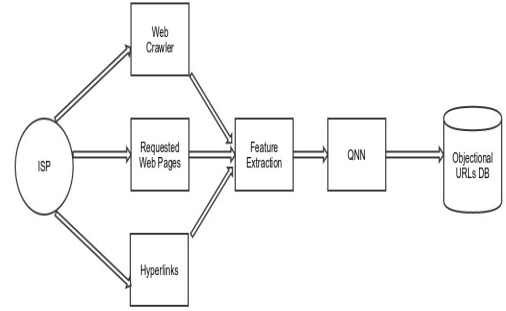 Web
Crawler
ISP
Requested
Web Pages
Feature
Extraction
QNN
Objectional
URLs DB
Hyperlinks